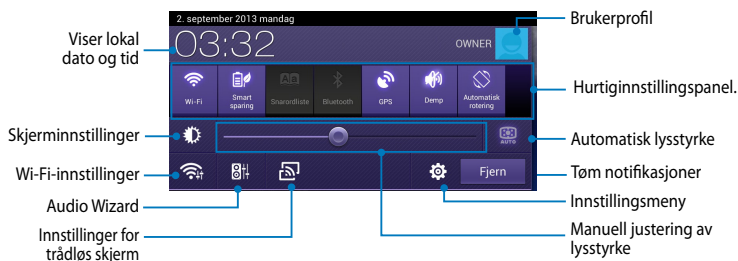 2. september 2013 mandag
Brukerprofil
Viser lokal
dato og tid
03:32
OWNER
Wi-Fi
Smart
sparing
Snarordliste
Bluetooth
GPS
Demp
Automatisk
rotering
Hurtiginnstillingspanel.
Skjerminnstillinger
AUTO
Automatisk lysstyrke
Wi-Fi-innstillinger
Fjern
Tøm notifikasjoner
Audio Wizard
Innstillingsmeny
Innstillinger for
trådløs skjerm
Manuell justering av
lysstyrke